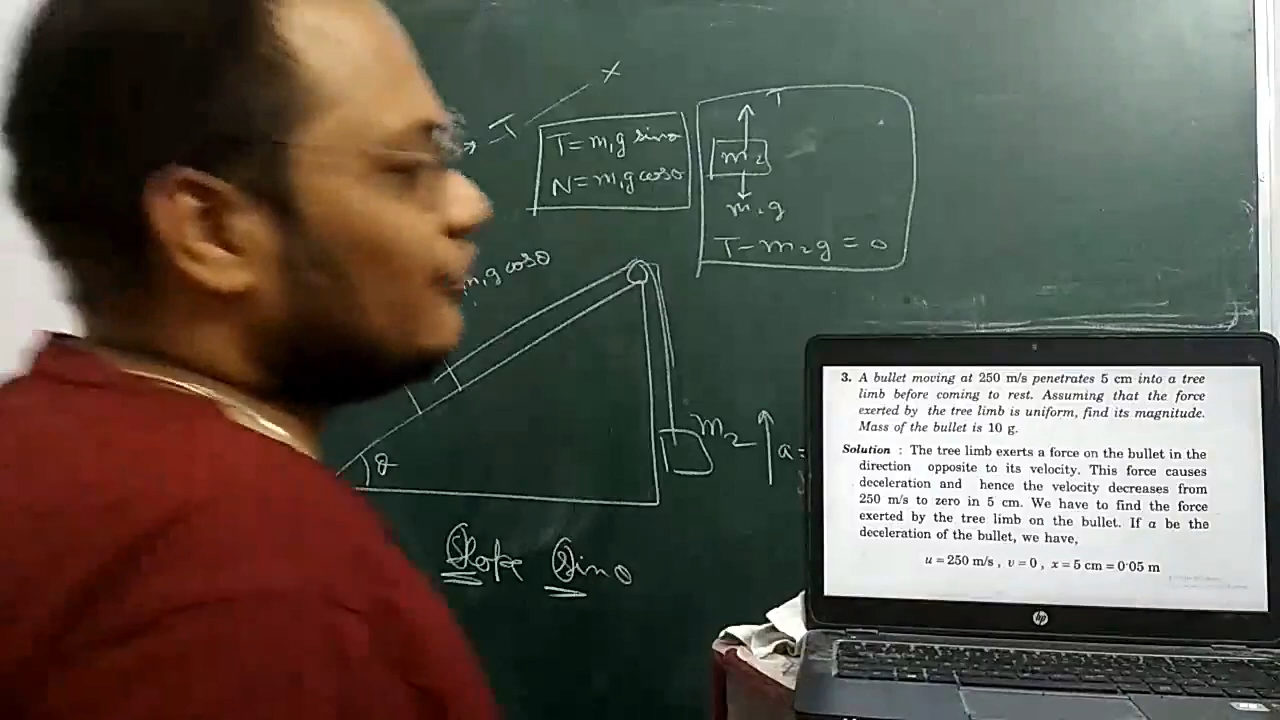 X
T
T = m₁g sinθ
N = m₁g cosθ
T
m₂
m₂g
T - m₂g = 0
m₁g cosθ
θ
m₂
a =
Slope Sinθ
3. A bullet moving at 250 m/s penetrates 5 cm into a tree
limb before coming to rest. Assuming that the force
exerted by the tree limb is uniform, find its magnitude.
Mass of the bullet is 10 g.
Solution : The tree limb exerts a force on the bullet in the
direction opposite to its velocity. This force causes
deceleration and hence the velocity decreases from
250 m/s to zero in 5 cm. We have to find the force
exerted by the tree limb on the bullet. If a be the
deceleration of the bullet, we have,
u = 250 m/s , v = 0 , x = 5 cm = 0·05 m
hp